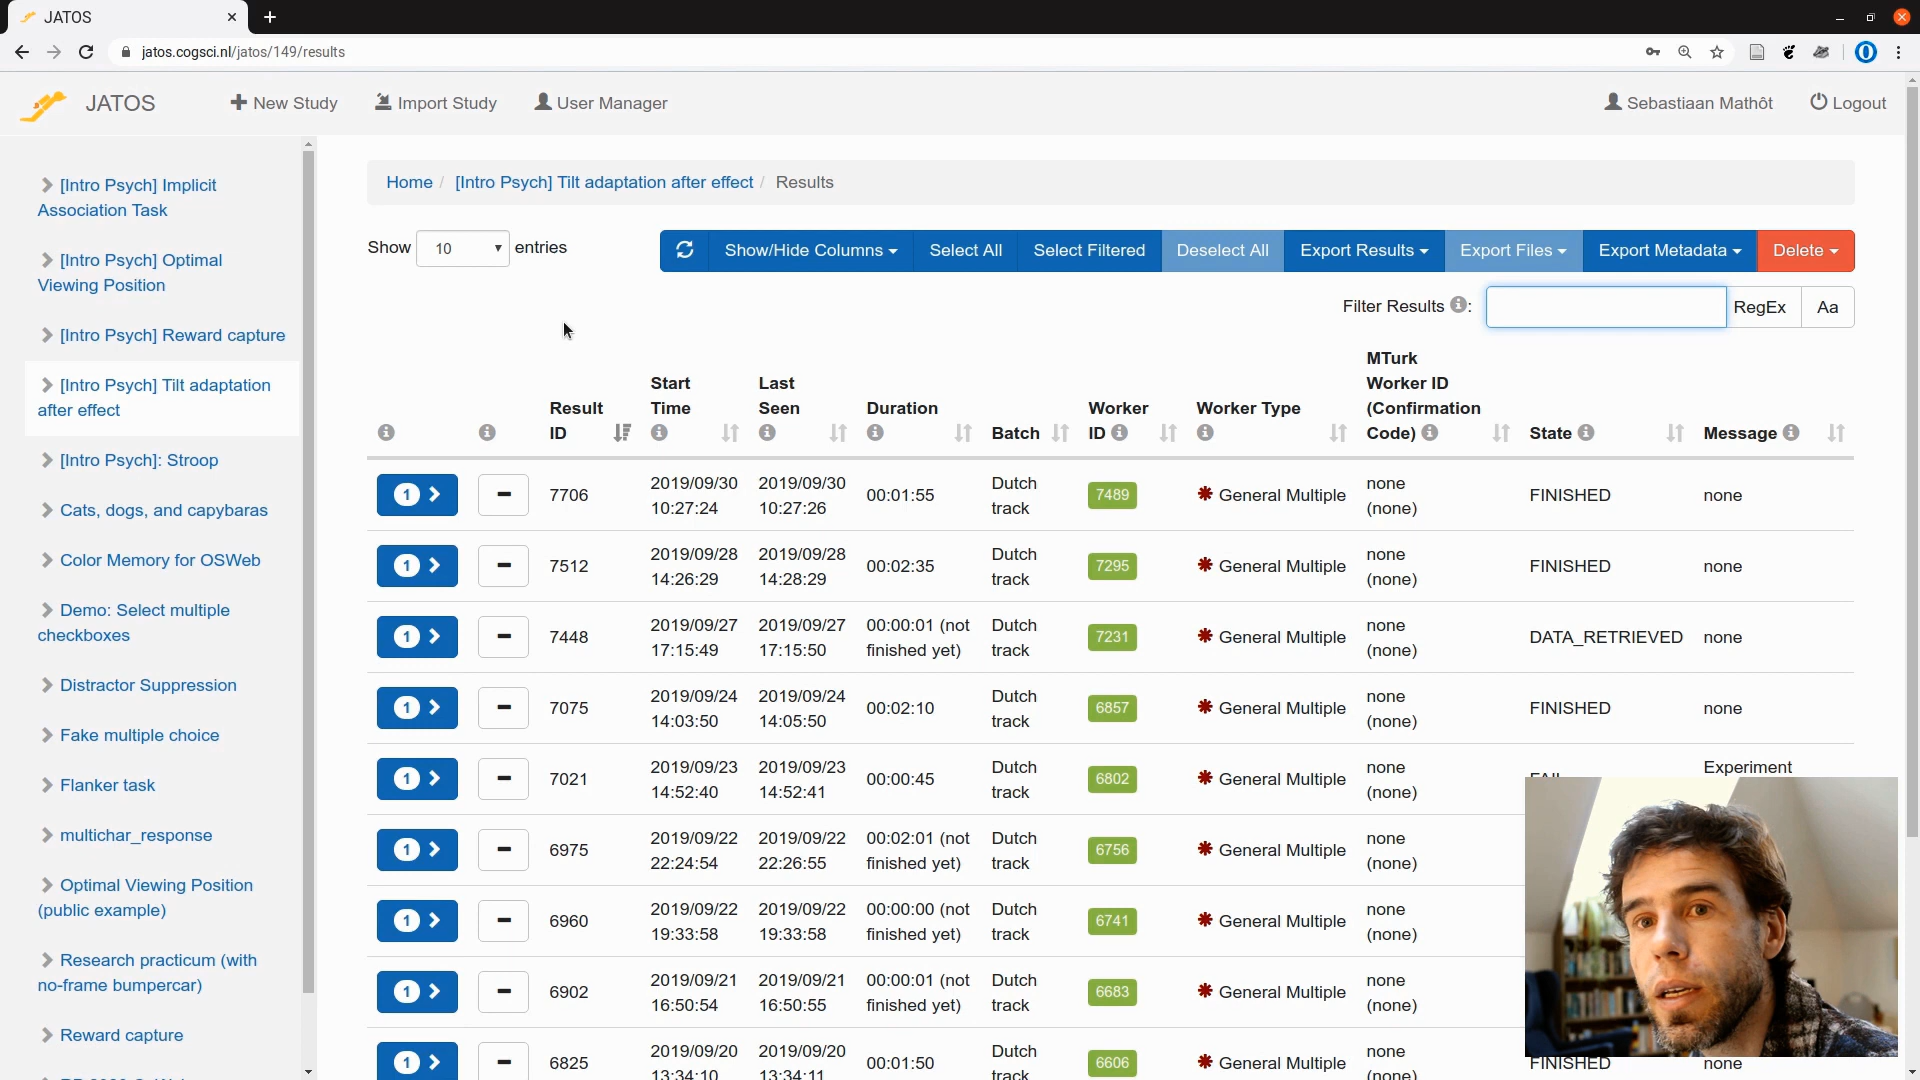 JATOS
jatos.cogsci.nl/jatos/149/results
JATOS
New Study
Import Study
User Manager
Sebastiaan Mathôt
Logout
[Intro Psych] Implicit
Association Task
[Intro Psych] Optimal
Viewing Position
[Intro Psych] Reward capture
[Intro Psych] Tilt adaptation
after effect
[Intro Psych]: Stroop
Cats, dogs, and capybaras
Color Memory for OSWeb
Demo: Select multiple
checkboxes
Distractor Suppression
Fake multiple choice
Flanker task
multichar_response
Optimal Viewing Position
(public example)
Research practicum (with
no-frame bumpercar)
Reward capture
Home / [Intro Psych] Tilt adaptation after effect / Results
Show 10 entries
Show/Hide Columns Select All Select Filtered Deselect All Export Results Export Files Export Metadata Delete
Filter Results : RegEx Aa
Result ID
Start Time
Last Seen
Duration
Batch
Worker ID
Worker Type
MTurk Worker ID (Confirmation Code)
State
Message
1 - 7706 2019/09/30 10:27:24 2019/09/30 10:27:26 00:01:55 Dutch track 7489 General Multiple none (none) FINISHED none
1 - 7512 2019/09/28 14:26:29 2019/09/28 14:28:29 00:02:35 Dutch track 7295 General Multiple none (none) FINISHED none
1 - 7448 2019/09/27 17:15:49 2019/09/27 17:15:50 00:00:01 (not finished yet) Dutch track 7231 General Multiple none (none) DATA_RETRIEVED none
1 - 7075 2019/09/24 14:03:50 2019/09/24 14:05:50 00:02:10 Dutch track 6857 General Multiple none (none) FINISHED none
1 - 7021 2019/09/23 14:52:40 2019/09/23 14:52:41 00:00:45 Dutch track 6802 General Multiple none (none) Experiment
1 - 6975 2019/09/22 22:24:54 2019/09/22 22:26:55 00:02:01 (not finished yet) Dutch track 6756 General Multiple none (none)
1 - 6960 2019/09/22 19:33:58 2019/09/22 19:33:58 00:00:00 (not finished yet) Dutch track 6741 General Multiple none (none)
1 - 6902 2019/09/21 16:50:54 2019/09/21 16:50:55 00:00:01 (not finished yet) Dutch track 6683 General Multiple none (none)
1 - 6825 2019/09/20 13:34:10 2019/09/20 13:34:11 00:01:50 Dutch track 6606 General Multiple none (none) FINISHED none